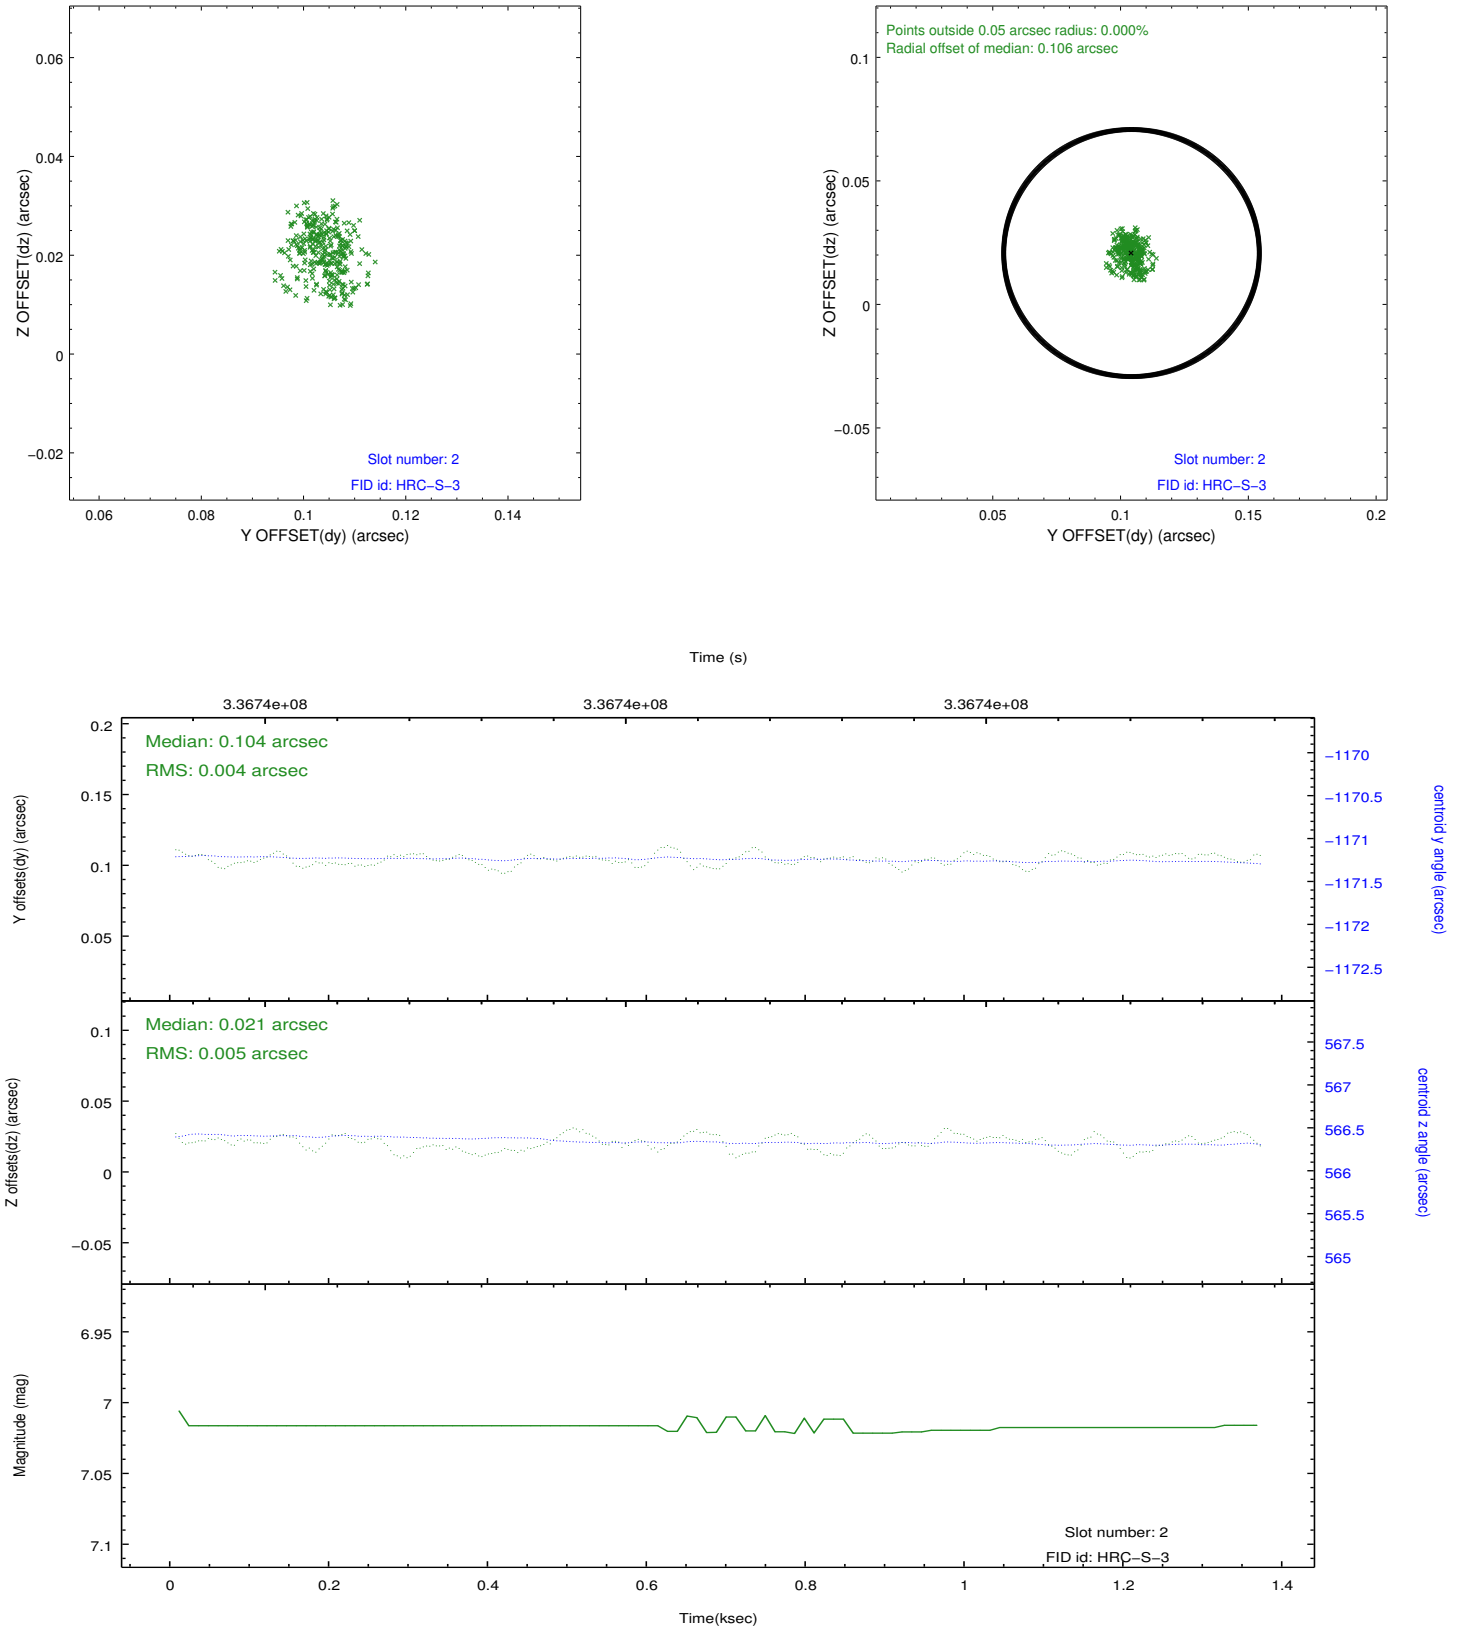 0.06
0.04
0.02
0
−0.02
Z OFFSET(dz) (arcsec)
Slot number: 2
FID id: HRC−S−3
0.06 0.08 0.1 0.12 0.14
Y OFFSET(dy) (arcsec)
Points outside 0.05 arcsec radius: 0.000%
Radial offset of median: 0.106 arcsec
0.1
0.05
0
−0.05
Z OFFSET(dz) (arcsec)
Slot number: 2
FID id: HRC−S−3
0.05 0.1 0.15 0.2
Y OFFSET(dy) (arcsec)
Time (s)
3.3674e+08 3.3674e+08 3.3674e+08
Median: 0.104 arcsec
RMS: 0.004 arcsec
0.2
0.15
0.1
0.05
Y offsets(dy) (arcsec)
−1170
−1170.5
−1171
−1171.5
−1172
−1172.5
centroid y angle (arcsec)
Median: 0.021 arcsec
RMS: 0.005 arcsec
0.1
0.05
0
−0.05
Z offsets(dz) (arcsec)
567.5
567
566.5
566
565.5
565
centroid z angle (arcsec)
6.95
7
7.05
7.1
Magnitude (mag)
Slot number: 2
FID id: HRC−S−3
0 0.2 0.4 0.6 0.8 1 1.2 1.4
Time(ksec)